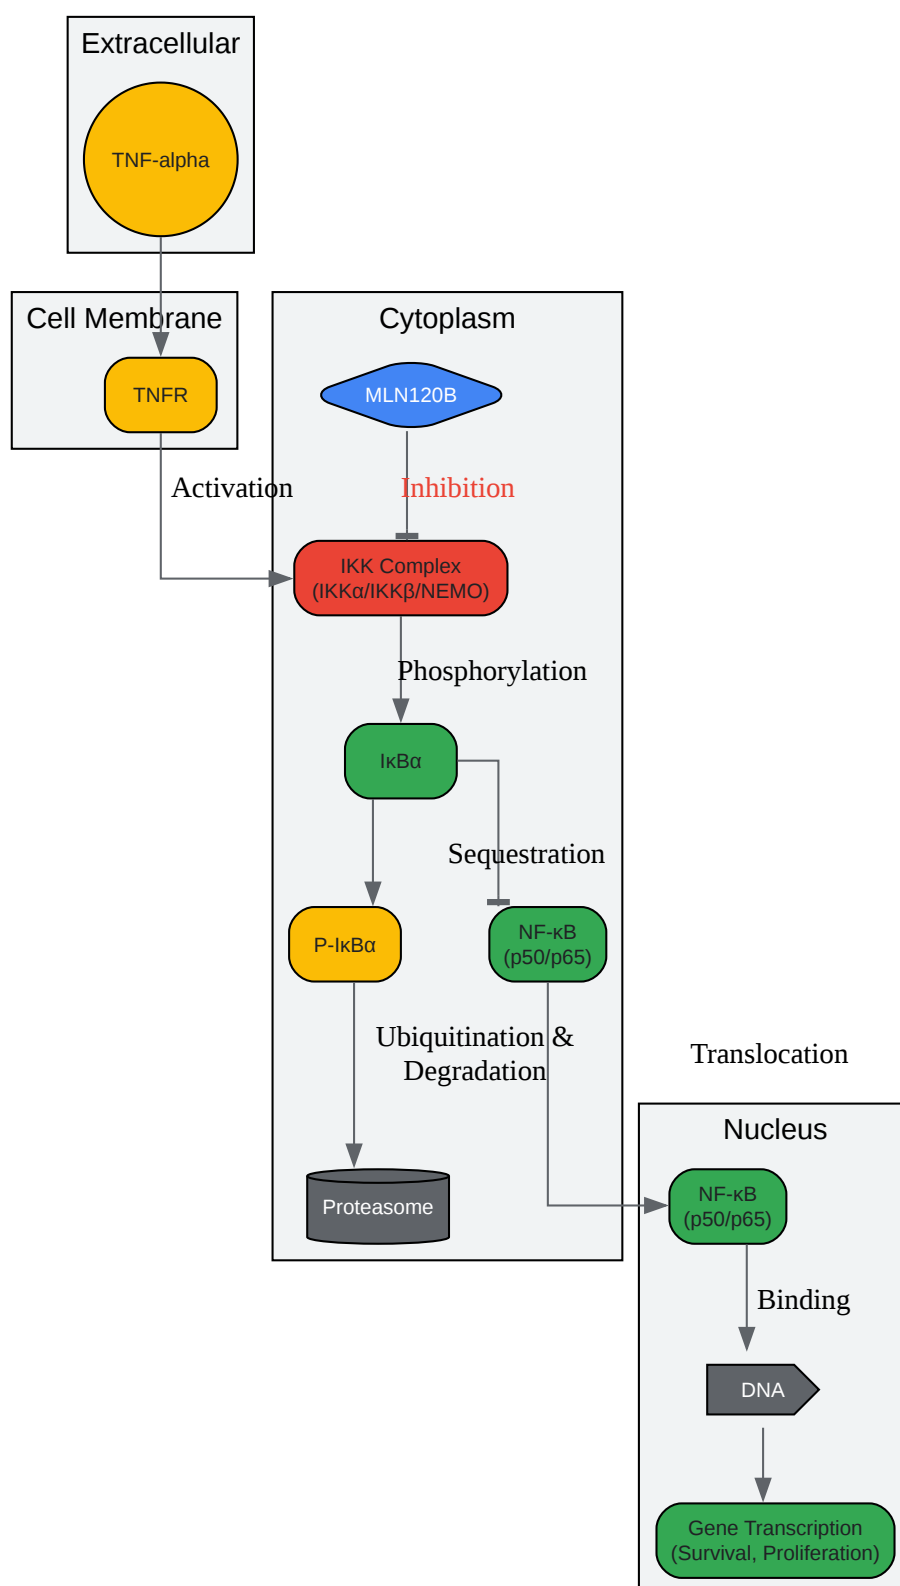 Extracellular
TNF-alpha
Cell Membrane
TNFR
Activation
Cytoplasm
MLN120B
Inhibition
IKK Complex
(IKKα/IKKβ/NEMO)
Phosphorylation
IκBα
Sequestration
P-IκBα
NF-κB
(p50/p65)
Ubiquitination &
Degradation
Proteasome
Translocation
Nucleus
NF-κB
(p50/p65)
Binding
DNA
Gene Transcription
(Survival, Proliferation)